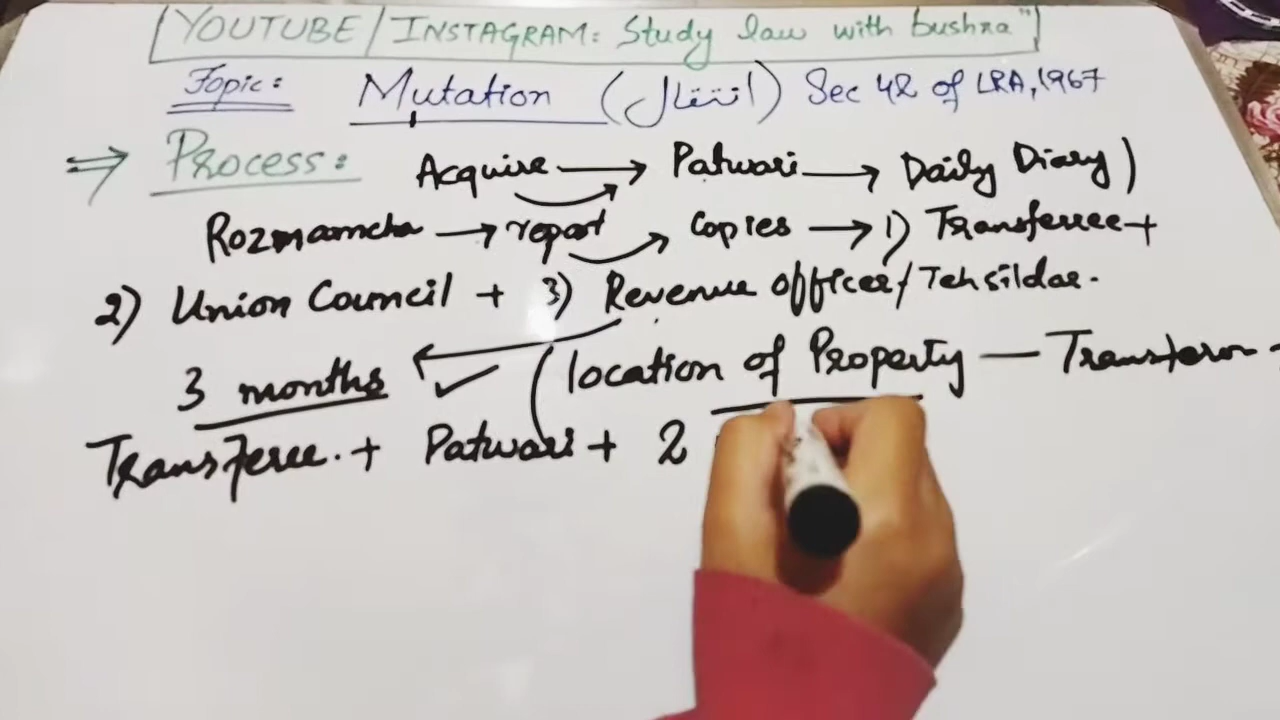 [YOUTUBE/INSTAGRAM: Study law with bushra"]
Topic: Mutation (انتقال) Sec 42 of LRA, 1967
⇒ Process: Acquire → Patwari → Daily Diary)
Rozmamcha → report → Copies → 1) Transferree +
2) Union Council + 3) Revenue officer/Tehsildar.
3 months ← ✓ (location of Property — Transferor +
Transferee. + Patwari + 2